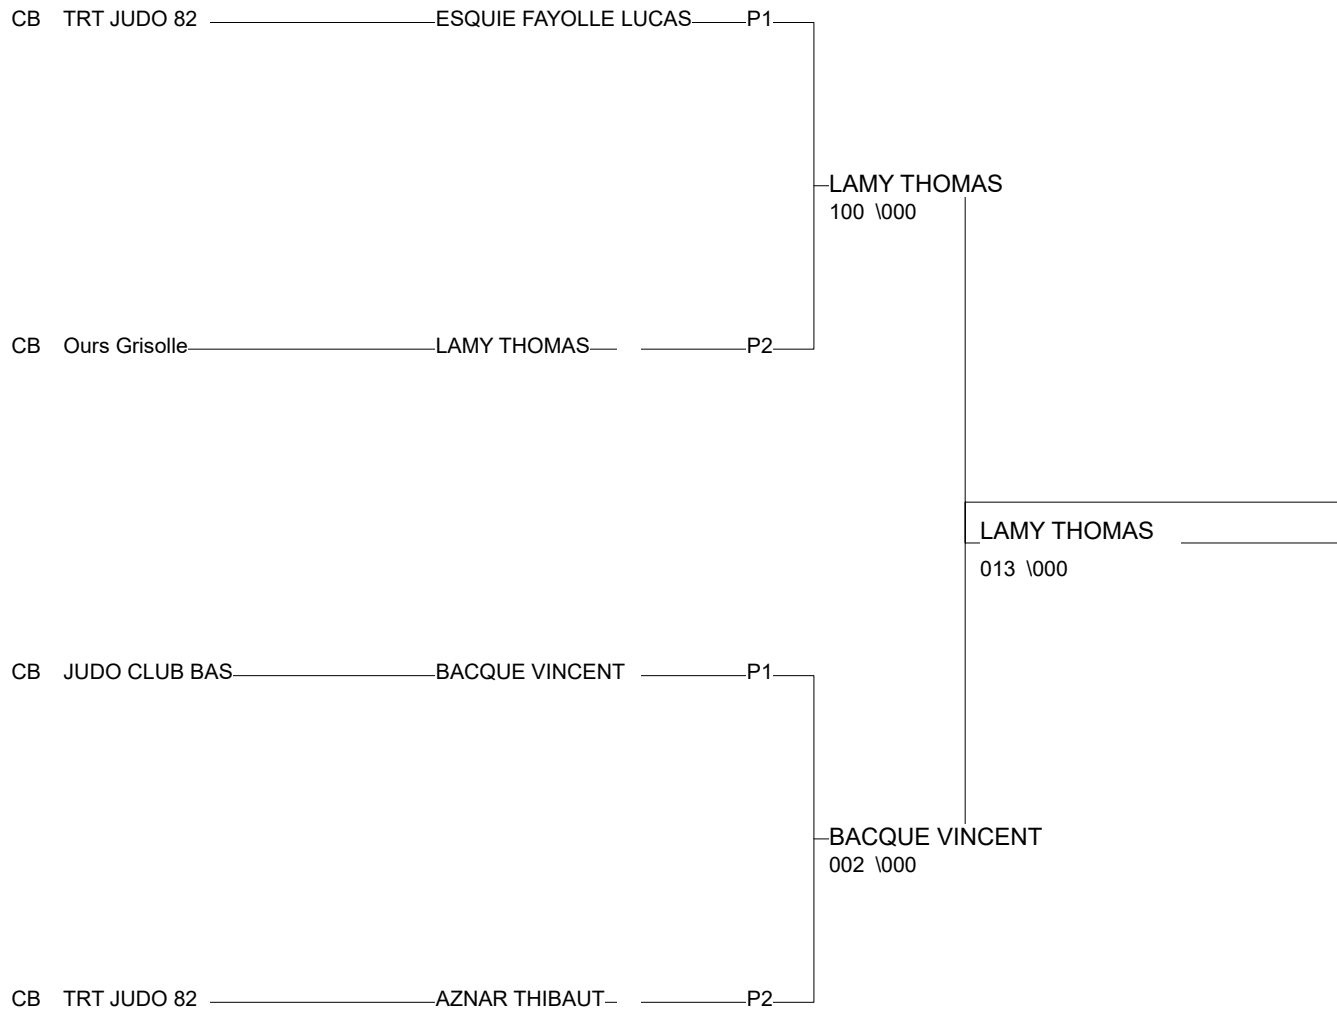 CB TRT JUDO 82 ESQUIE FAYOLLE LUCAS P1
LAMY THOMAS
100 \000
CB Ours Grisolle LAMY THOMAS P2
LAMY THOMAS
013 \000
CB JUDO CLUB BAS BACQUE VINCENT P1
BACQUE VINCENT
002 \000
CB TRT JUDO 82 AZNAR THIBAUT P2